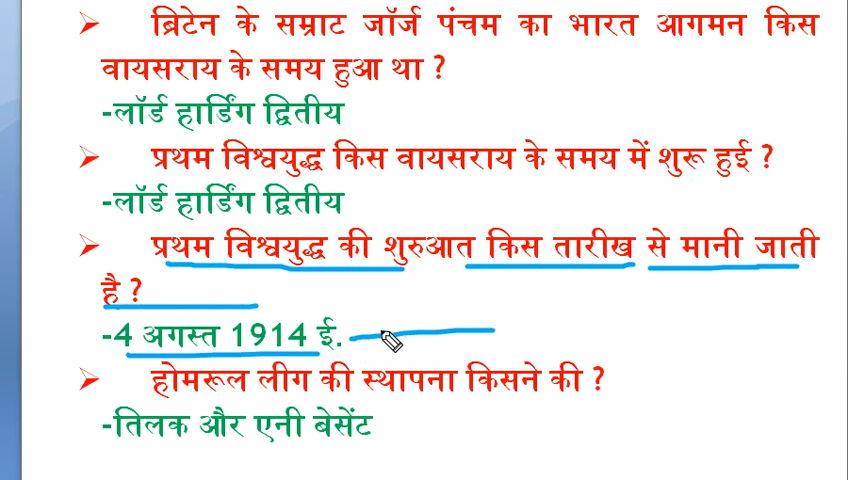 ➢ ब्रिटेन के सम्राट जॉर्ज पंचम का भारत आगमन किस
वायसराय के समय हुआ था ?
-लॉर्ड हार्डिंग द्वितीय
➢ प्रथम विश्वयुद्ध किस वायसराय के समय में शुरू हुई ?
-लॉर्ड हार्डिंग द्वितीय
➢ प्रथम विश्वयुद्ध की शुरुआत किस तारीख से मानी जाती
है ?
-4 अगस्त 1914 ई.
➢ होमरूल लीग की स्थापना किसने की ?
-तिलक और एनी बेसेंट